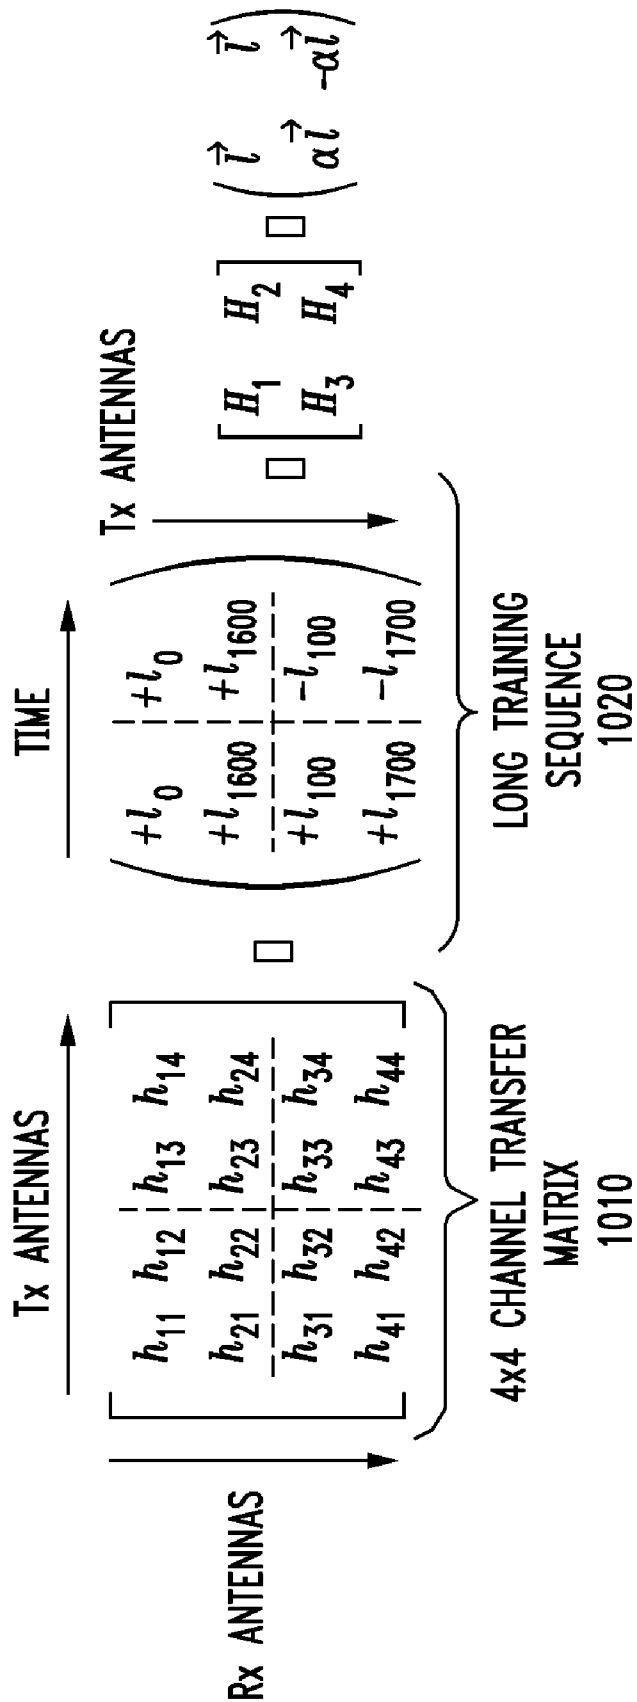 Tx ANTENNAS
TIME
Tx ANTENNAS
Rx ANTENNAS
h11 h12 h13 h14
h21 h22 h23 h24
h31 h32 h33 h34
h41 h42 h43 h44
□
+l0 +l0
+l1600 +l1600
+l100 -l100
+l1700 -l1700
□
H1 H2
H3 H4
□
l⃗ l⃗
αl⃗ -αl⃗
4x4 CHANNEL TRANSFER
MATRIX
1010
LONG TRAINING
SEQUENCE
1020